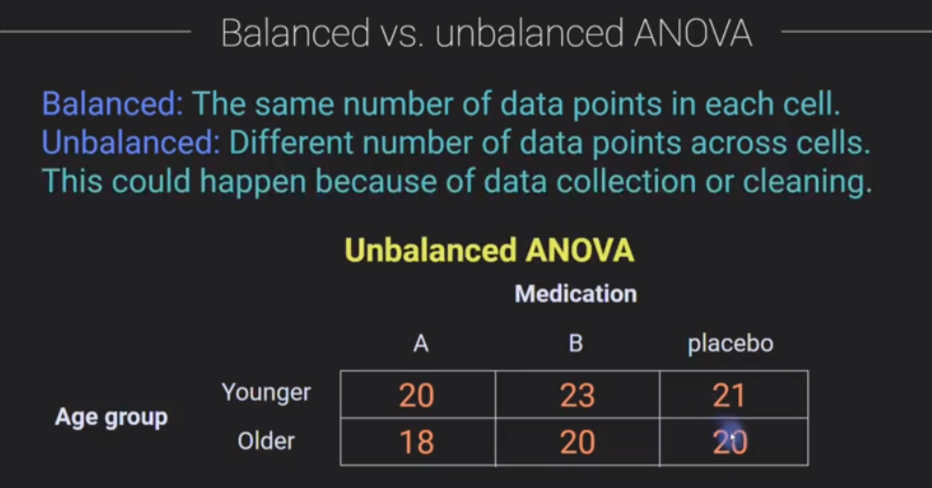 Balanced vs. unbalanced ANOVA
Balanced: The same number of data points in each cell.
Unbalanced: Different number of data points across cells.
This could happen because of data collection or cleaning.
Unbalanced ANOVA
Medication
A B placebo
Younger 20 23 21
Age group
Older 18 20 20